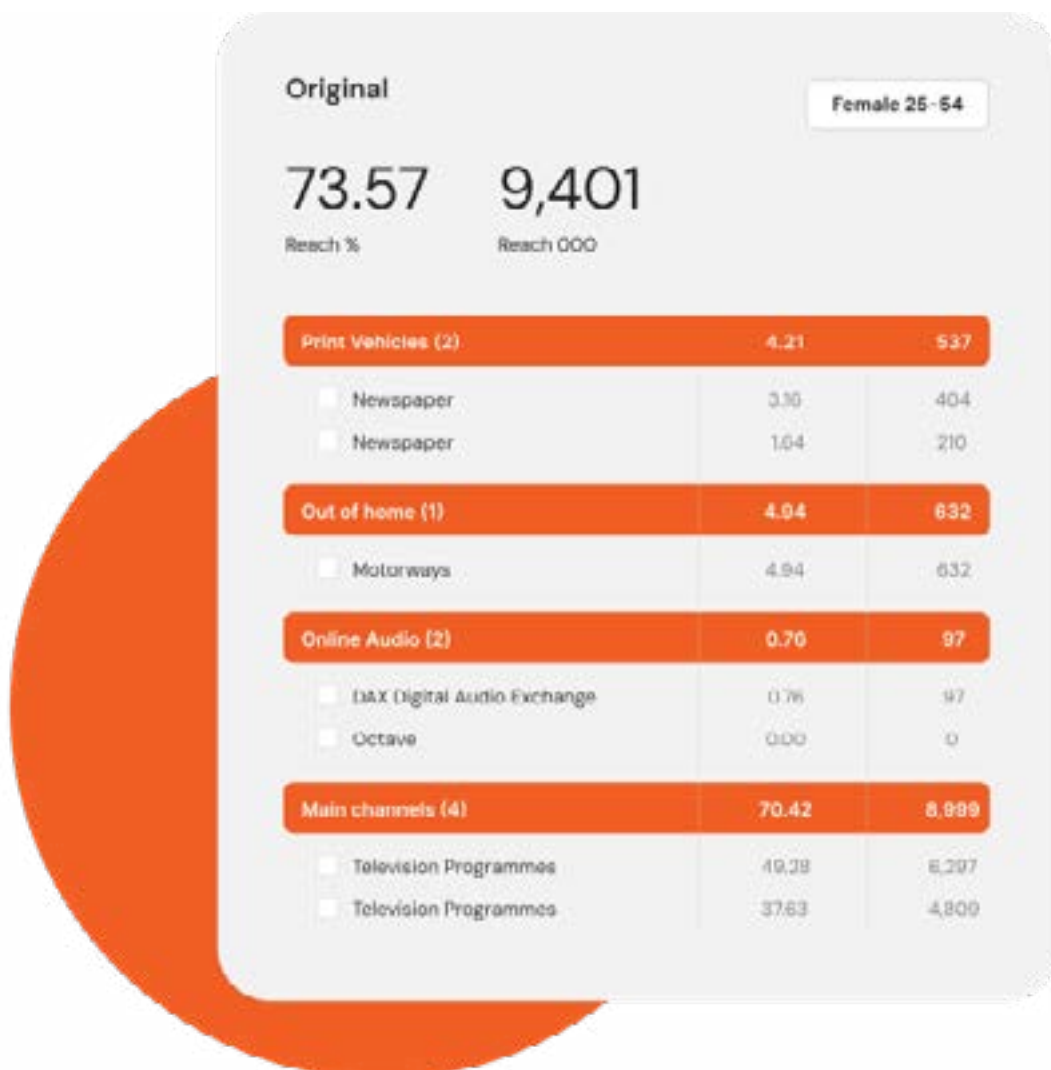 Original
Female 25-54
73.57 9,401
Reach % Reach 000
Print Vehicles (2) 4.21 537
Newspaper 3.16 404
Newspaper 1.64 210
Out of home (1) 4.94 632
Motorways 4.94 632
Online Audio (2) 0.76 97
DAX Digital Audio Exchange 0.76 97
Octave 0.00 0
Main channels (4) 70.42 8,999
Television Programmes 49.28 6,297
Television Programmes 37.63 4,809